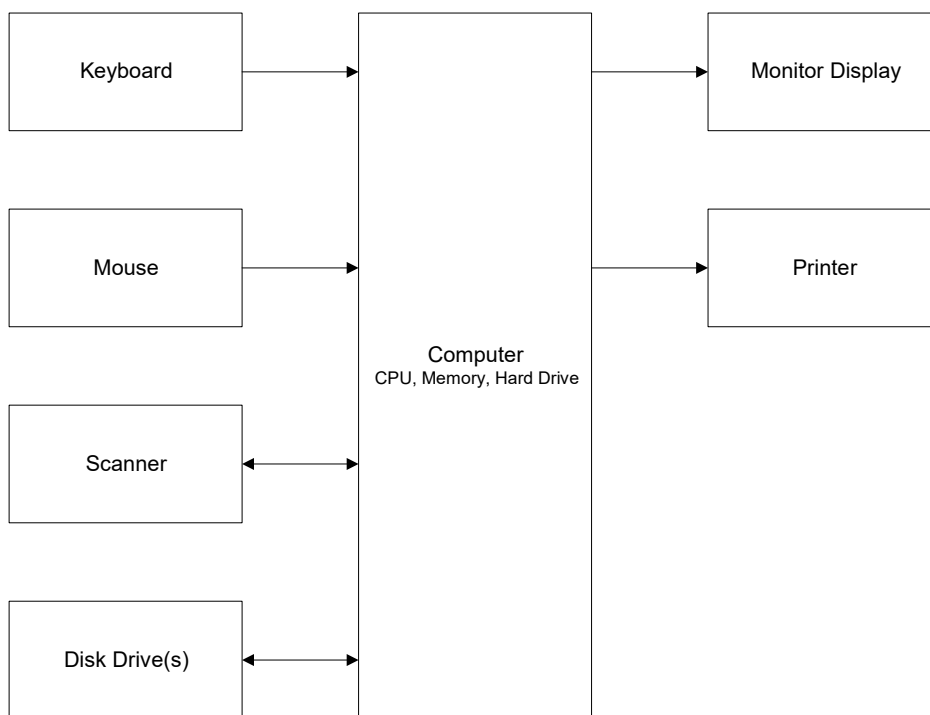 Keyboard
Monitor Display
Mouse
Printer
Computer
CPU, Memory, Hard Drive
Scanner
Disk Drive(s)